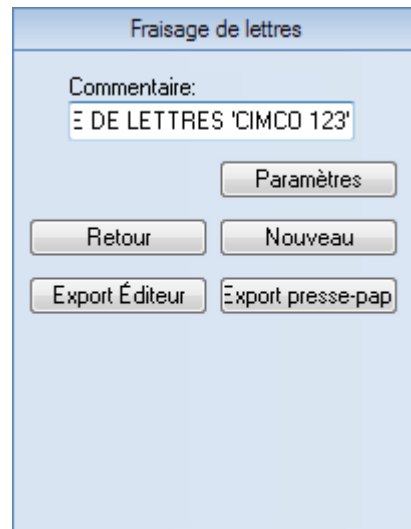 Fraisage de lettres
Commentaire:
E DE LETTRES 'CIMCO 123'
Paramètres
Retour
Nouveau
Export Éditeur
Export presse-pap